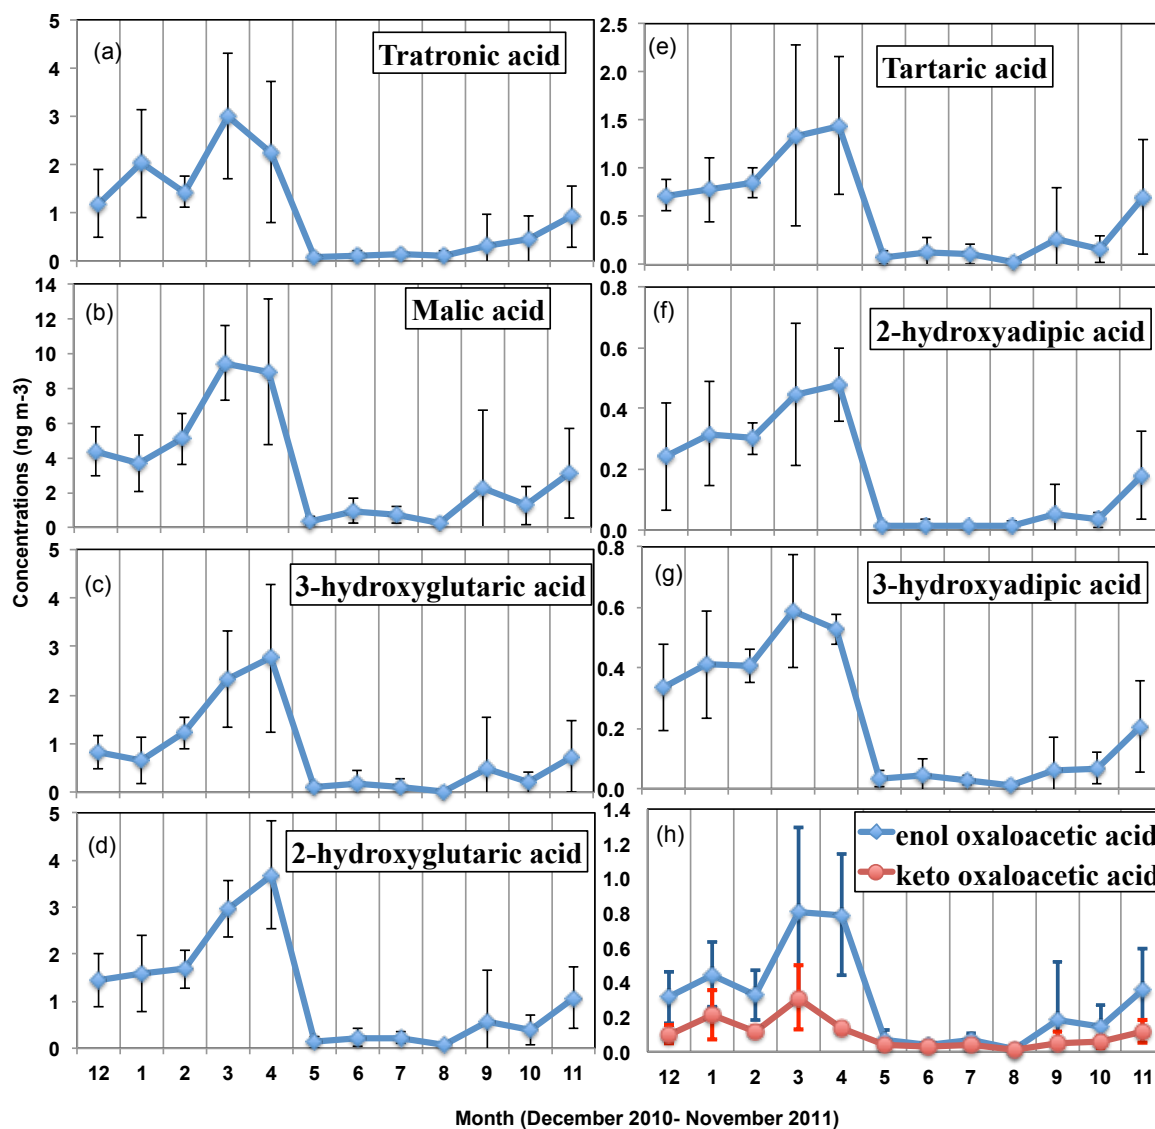 (a)
Tratronic acid
5
4
3
2
1
0
(b)
Malic acid
14
12
10
8
6
4
2
0
(c)
3-hydroxyglutaric acid
5
4
3
2
1
0
(d)
2-hydroxyglutaric acid
5
4
3
2
1
0
12 1 2 3 4 5 6 7 8 9 10 11
(e)
Tartaric acid
2.5
2.0
1.5
1.0
0.5
0.0
(f)
2-hydroxyadipic acid
0.8
0.6
0.4
0.2
0.0
(g)
3-hydroxyadipic acid
0.8
0.6
0.4
0.2
0.0
(h)
enol oxaloacetic acid
keto oxaloacetic acid
1.4
1.2
1.0
0.8
0.6
0.4
0.2
0.0
12 1 2 3 4 5 6 7 8 9 10 11
Concentrations (ng m-3)
Month (December 2010- November 2011)